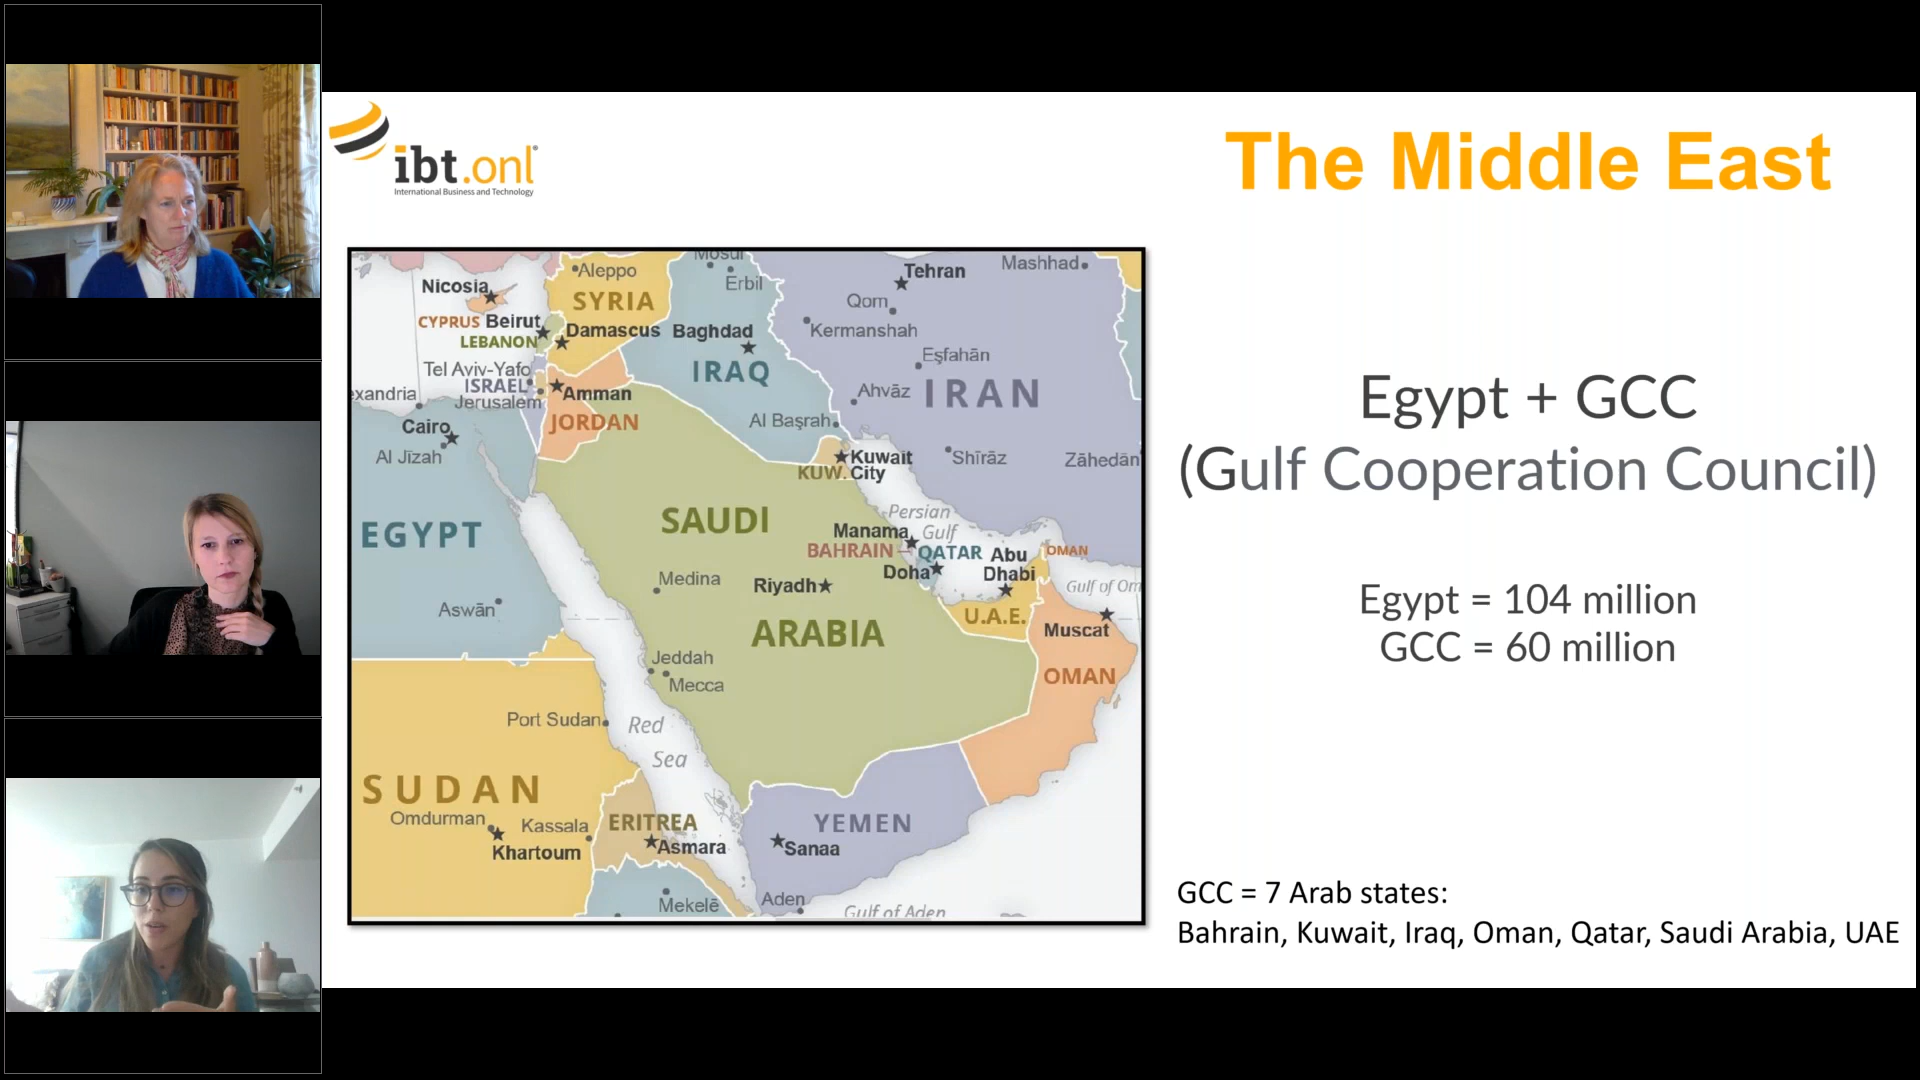 ibt.onl
International Business and Technology
The Middle East
Egypt + GCC
(Gulf Cooperation Council)
Egypt = 104 million
GCC = 60 million
GCC = 7 Arab states:
Bahrain, Kuwait, Iraq, Oman, Qatar, Saudi Arabia, UAE
Mosul
Aleppo
Tehran
Mashhad
Nicosia
Erbil
SYRIA
Qom
CYPRUS
Beirut
Damascus
Baghdad
Kermanshah
LEBANON
Eşfahān
Tel Aviv-Yafo
IRAQ
ISRAEL
Amman
Ahvāz
IRAN
exandria
Jerusalem
JORDAN
Al Başrah
Cairo
Al Jīzah
Kuwait
City
KUW.
Shīrāz
Zāhedān
SAUDI
Persian
Gulf
EGYPT
Manama
BAHRAIN
QATAR
Abu
Dhabi
OMAN
Doha
Medina
Riyadh
Gulf of Om
Aswān
U.A.E.
Muscat
ARABIA
Jeddah
Mecca
OMAN
Port Sudan
Red
Sea
SUDAN
Omdurman
Kassala
ERITREA
YEMEN
Khartoum
Asmara
Sanaa
Mekelē
Aden
Gulf of Aden